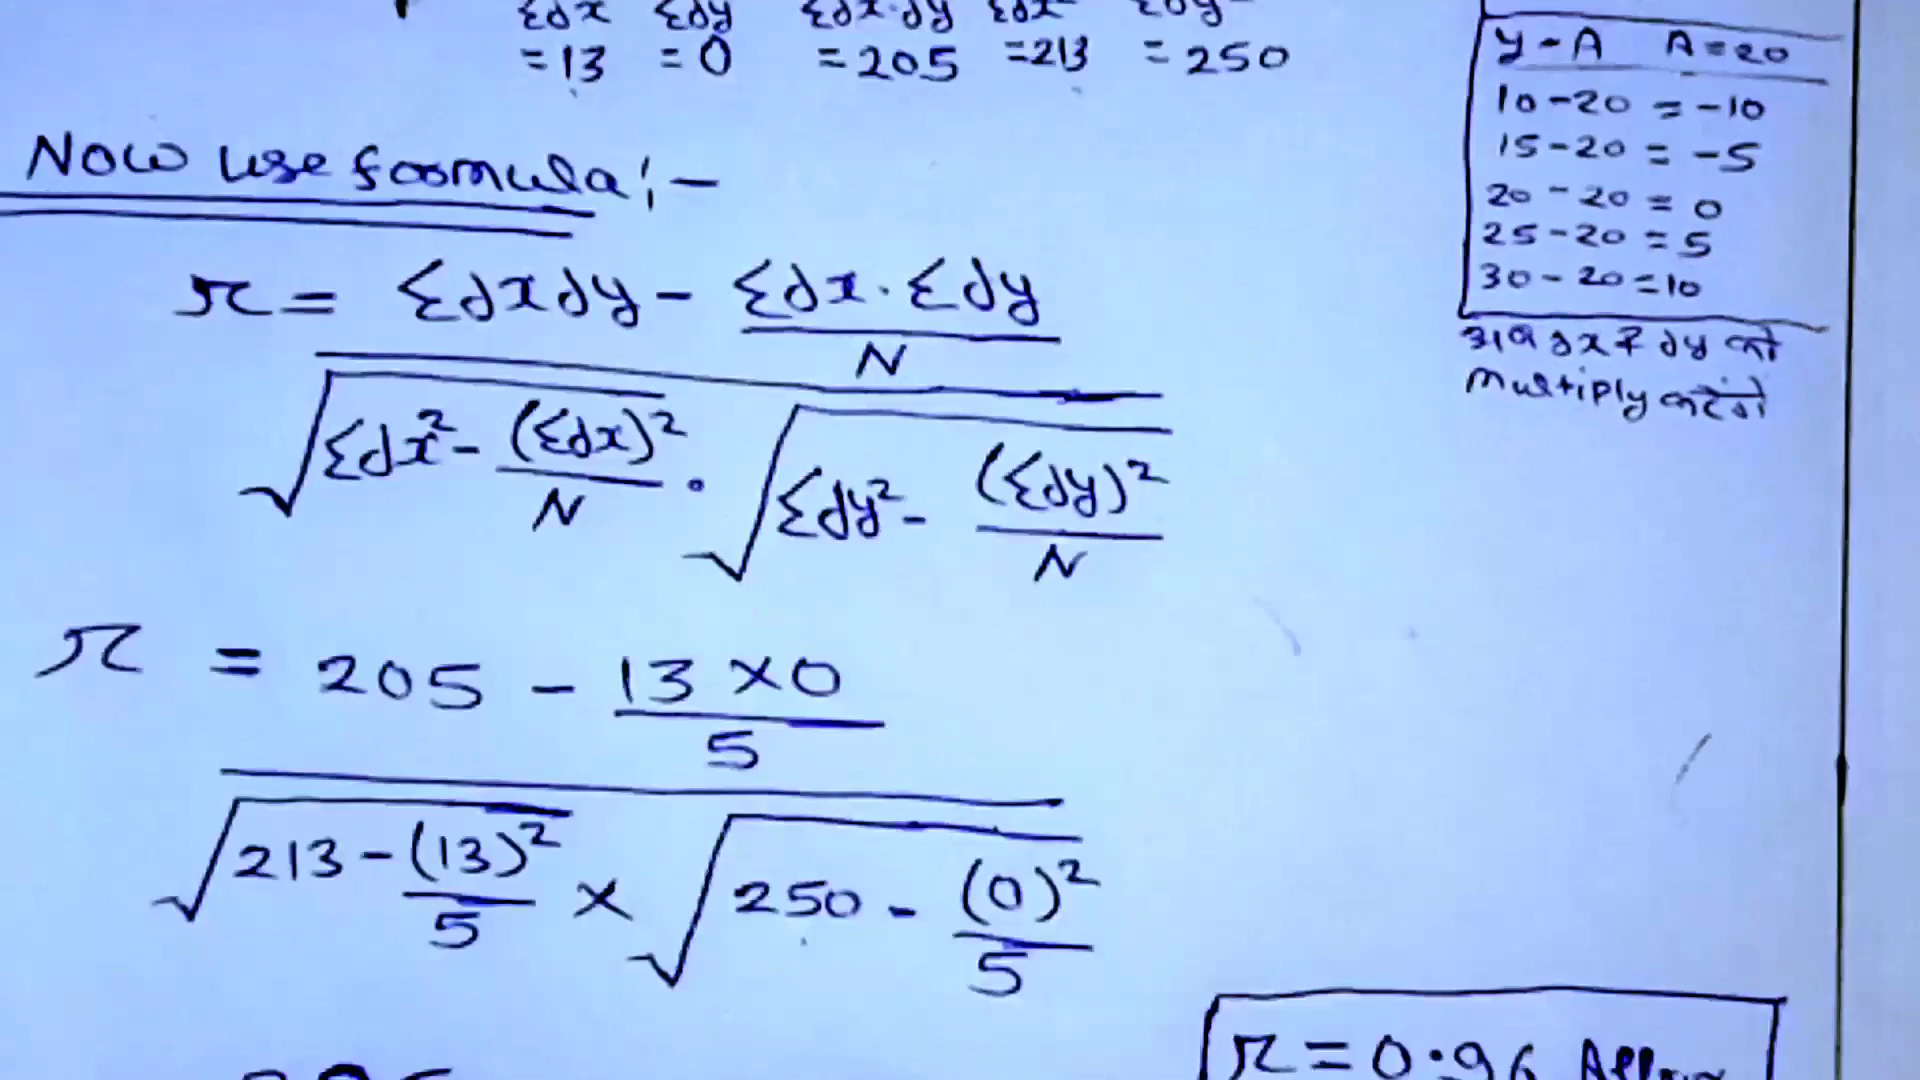 Σdx Σdy Σdx·dy Σdx² Σdy²
=13 =0 =205 =213 =250
Now use formula:-
r = Σdxdy - Σdx.Σdy
N
√Σdx² - (Σdx)² . √Σdy² - (Σdy)²
N N
r = 205 - 13×0
5
√213-(13)² × √250 - (0)²
5 5
r = 0.96
y-A A=20
10-20 = -10
15-20 = -5
20-20 = 0
25-20 = 5
30-20=10
अब dx व dy को
multiply करेंगे